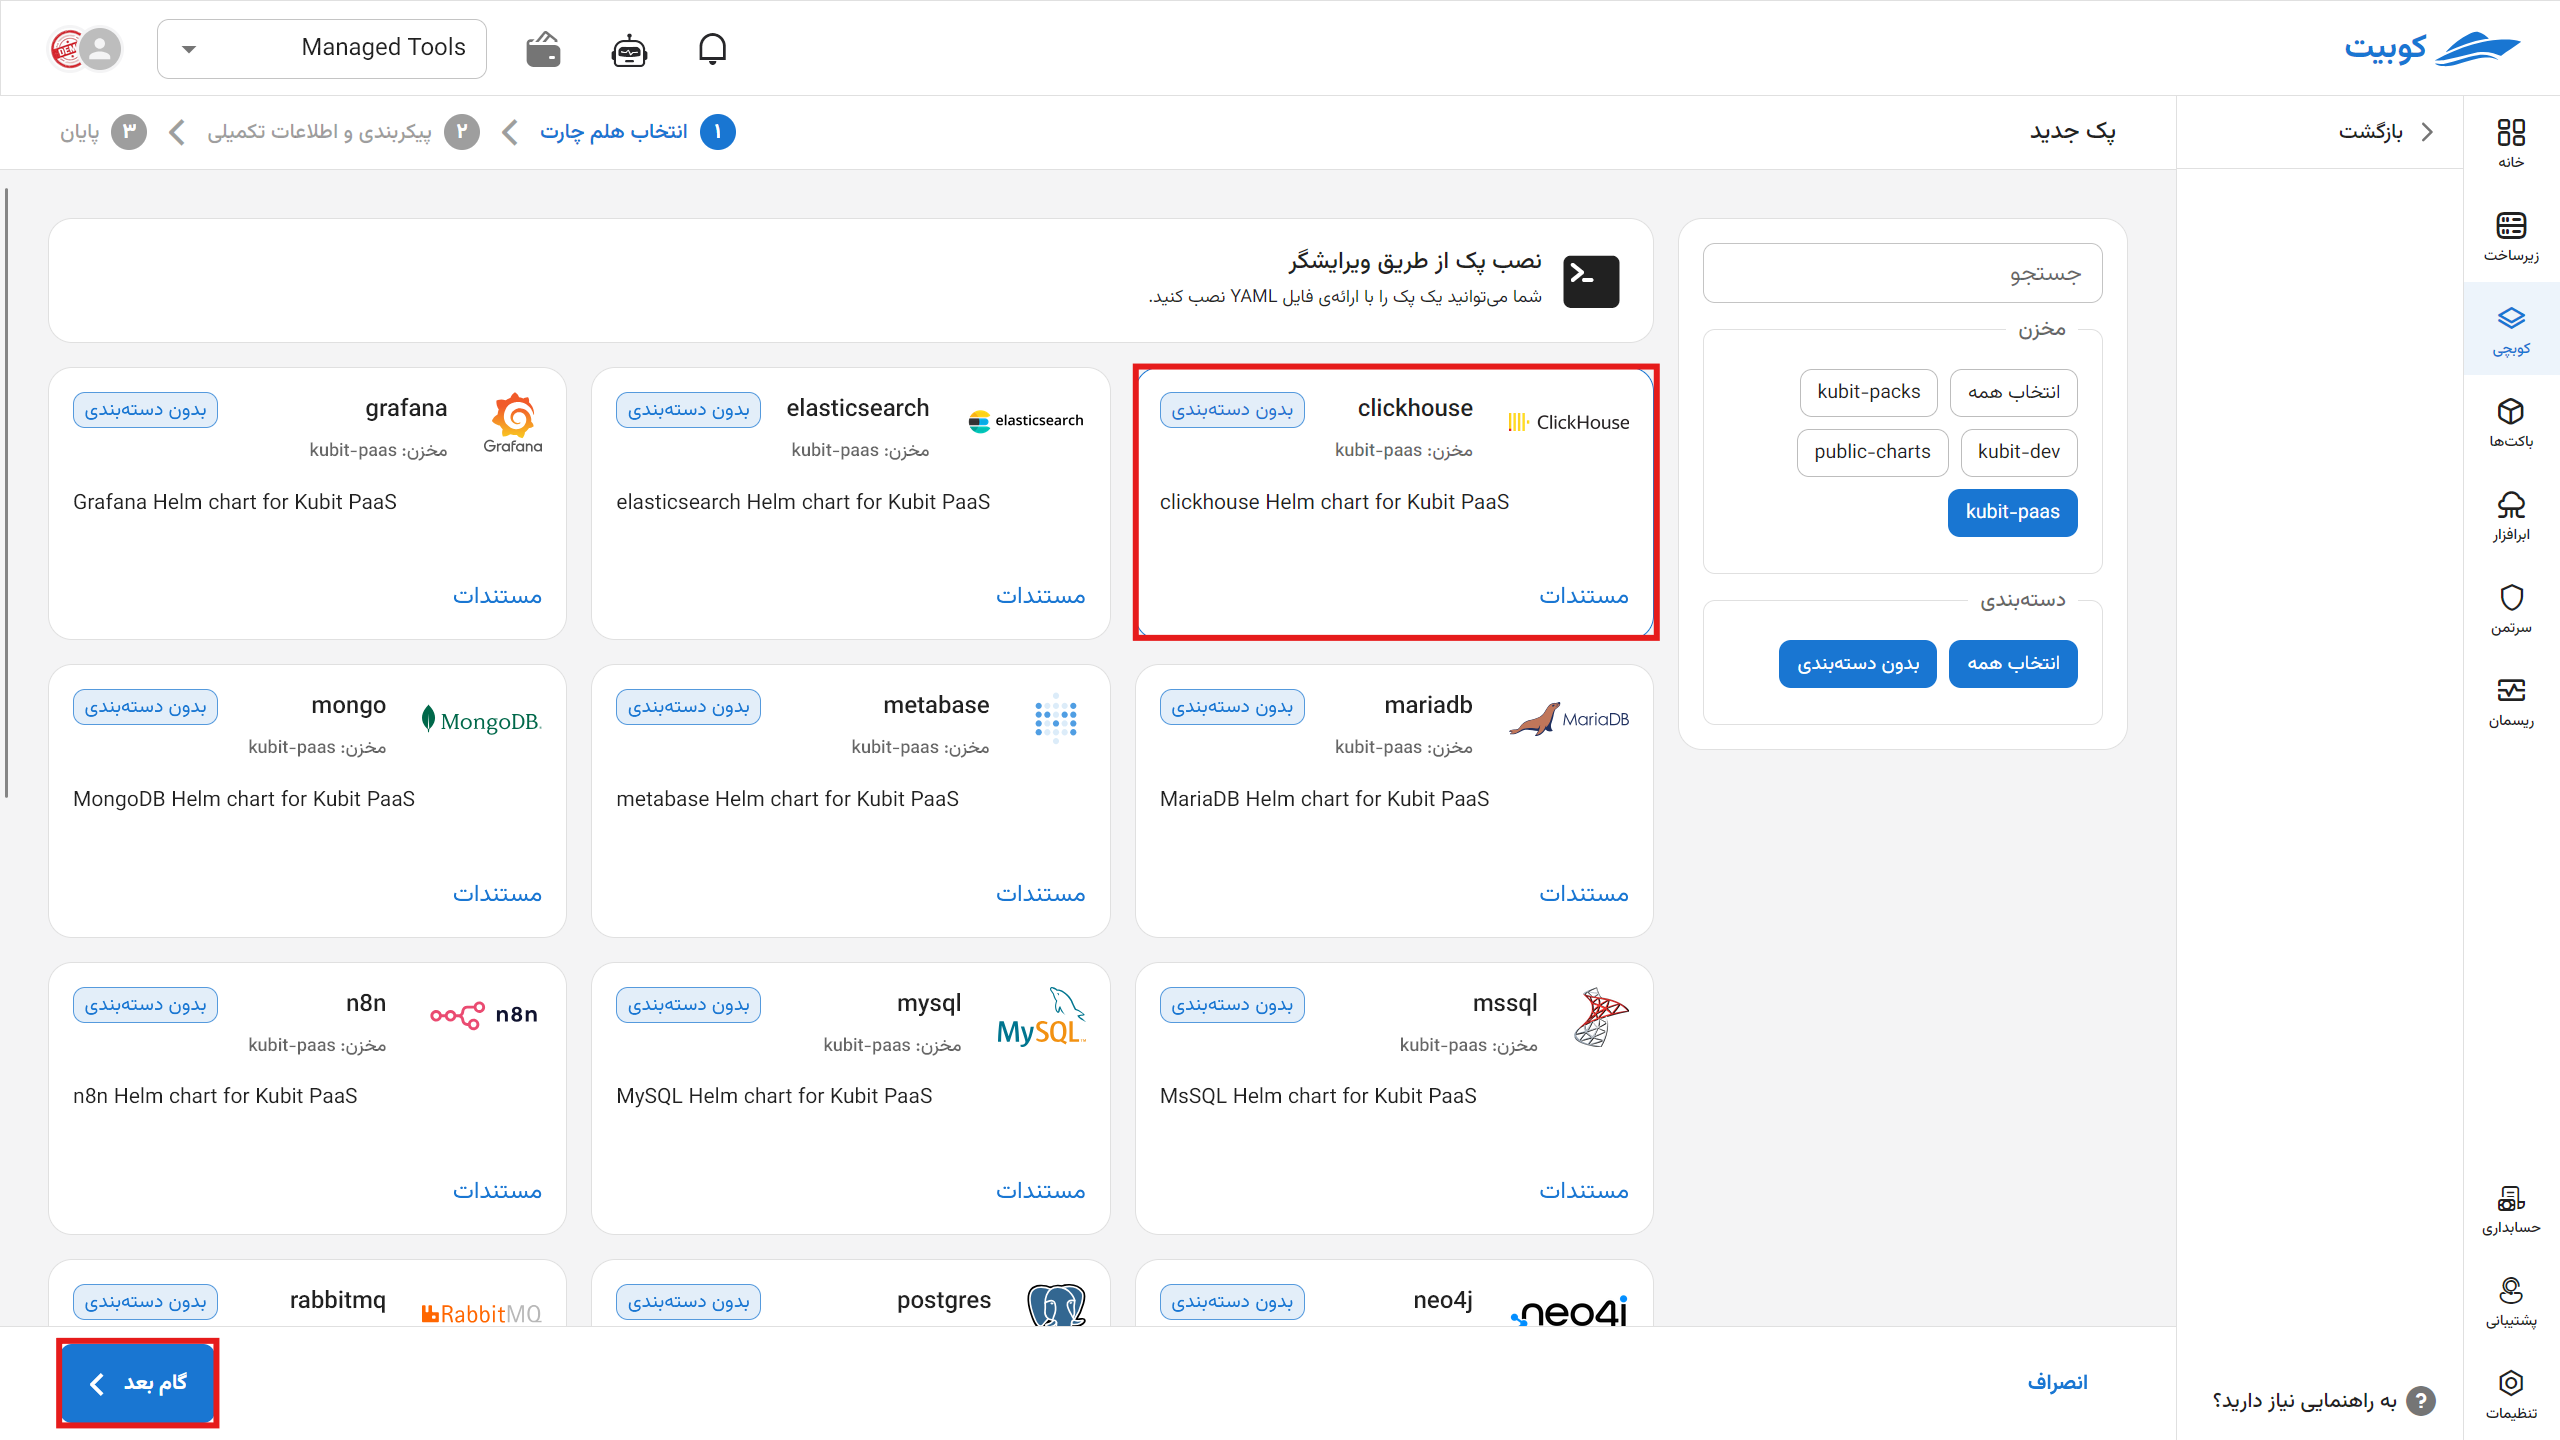 کوبیت
Managed Tools
DEMO
خانه
زیرساخت
کوبچی
باکت‌ها
ابرافزار
سرتمن
ریسمان
حسابداری
پشتیبانی
تنظیمات
بازگشت
به راهنمایی نیاز دارید؟
?
پک جدید
۱ انتخاب هلم چارت
۲ پیکربندی و اطلاعات تکمیلی
۳ پایان
جستجو
مخزن
انتخاب همه
kubit-packs
kubit-dev
public-charts
kubit-paas
دسته‌بندی
انتخاب همه
بدون دسته‌بندی
نصب پک از طریق ویرایشگر
شما می‌توانید یک پک را با ارائه‌ی فایل YAML نصب کنید.
ClickHouse
clickhouse
بدون دسته‌بندی
مخزن: kubit-paas
clickhouse Helm chart for Kubit PaaS
مستندات
elasticsearch
elasticsearch
بدون دسته‌بندی
مخزن: kubit-paas
elasticsearch Helm chart for Kubit PaaS
مستندات
Grafana
grafana
بدون دسته‌بندی
مخزن: kubit-paas
Grafana Helm chart for Kubit PaaS
مستندات
MariaDB
mariadb
بدون دسته‌بندی
مخزن: kubit-paas
MariaDB Helm chart for Kubit PaaS
مستندات
metabase
بدون دسته‌بندی
مخزن: kubit-paas
metabase Helm chart for Kubit PaaS
مستندات
MongoDB.
mongo
بدون دسته‌بندی
مخزن: kubit-paas
MongoDB Helm chart for Kubit PaaS
مستندات
mssql
بدون دسته‌بندی
مخزن: kubit-paas
MsSQL Helm chart for Kubit PaaS
مستندات
MySQL
mysql
بدون دسته‌بندی
مخزن: kubit-paas
MySQL Helm chart for Kubit PaaS
مستندات
n8n
n8n
بدون دسته‌بندی
مخزن: kubit-paas
n8n Helm chart for Kubit PaaS
مستندات
neo4j
neo4j
بدون دسته‌بندی
postgres
بدون دسته‌بندی
RabbitMQ
rabbitmq
بدون دسته‌بندی
انصراف
گام بعد